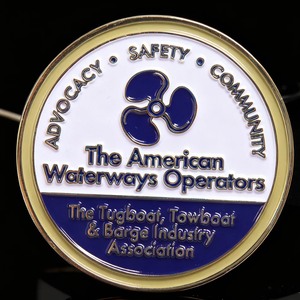 ADVOCACY • SAFETY • COMMUNITY
The American
Waterways Operators
The Tugboat, Towboat
& Barge Industry
Association